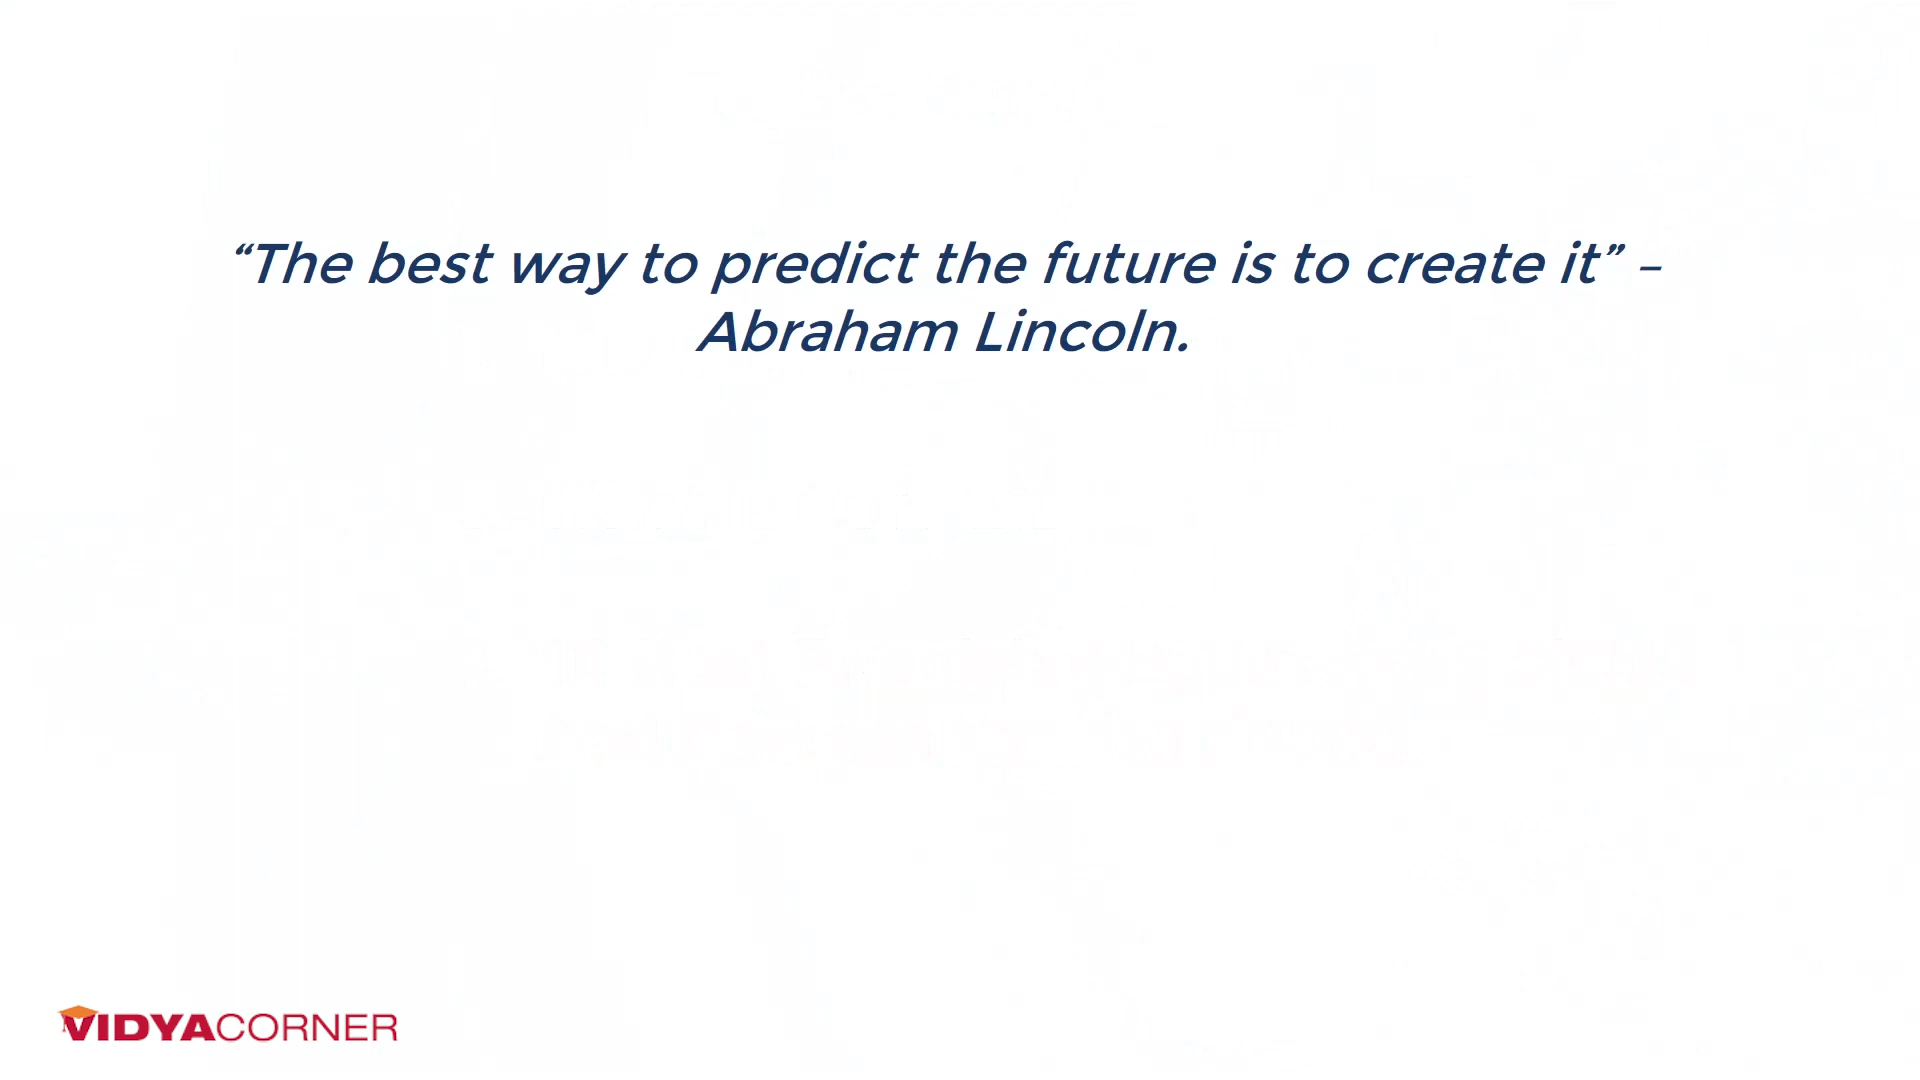 “The best way to predict the future is to create it” –
Abraham Lincoln.
VIDYACORNER